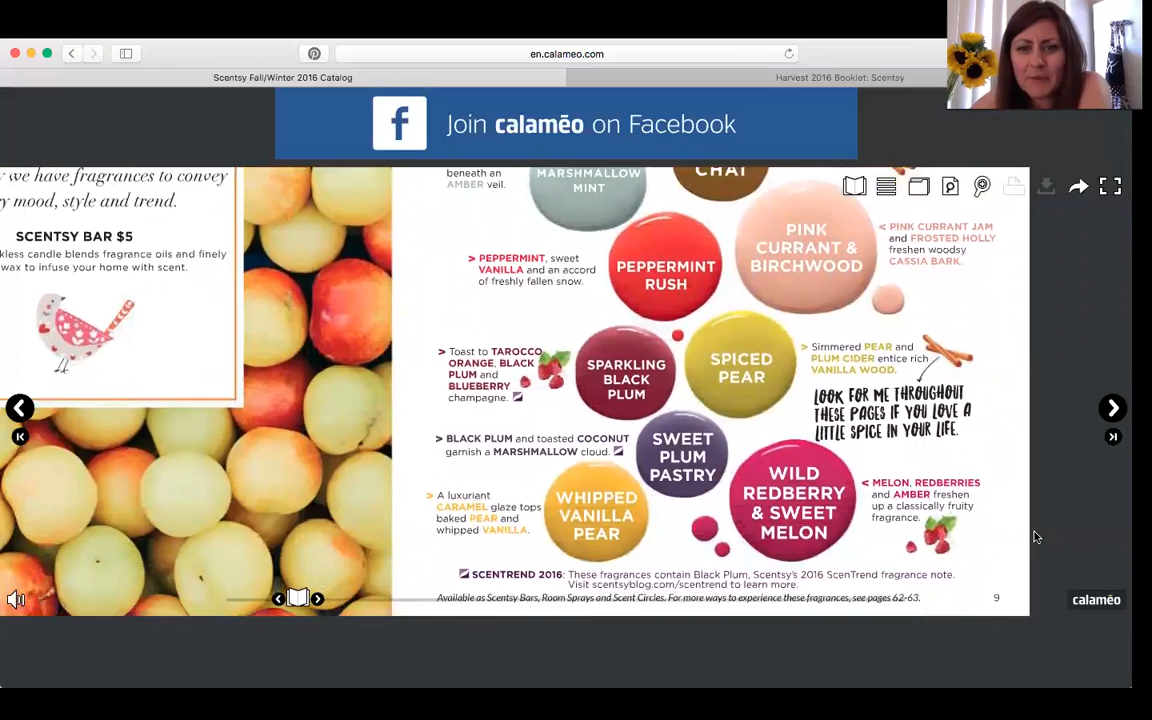 en.calameo.com
Scentsy Fall/Winter 2016 Catalog
Harvest 2016 Booklet: Scentsy
f
Join calaméo on Facebook
we have fragrances to convey
mood, style and trend.
SCENTSY BAR $5
candle blends fragrance oils and finely
wax to infuse your home with scent.
beneath an
AMBER veil.
MARSHMALLOW
MINT
CHAI
> PEPPERMINT, sweet
VANILLA and an accord
of freshly fallen snow.
PEPPERMINT
RUSH
PINK
CURRANT &
BIRCHWOOD
< PINK CURRANT JAM
and FROSTED HOLLY
freshen woodsy
CASSIA BARK.
> Toast to TAROCCO
ORANGE, BLACK
PLUM and
BLUEBERRY
champagne.
SPARKLING
BLACK
PLUM
SPICED
PEAR
> Simmered PEAR and
PLUM CIDER entice rich
VANILLA WOOD.
LOOK FOR ME THROUGHOUT
THESE PAGES IF YOU LOVE A
LITTLE SPICE IN YOUR LIFE.
> BLACK PLUM and toasted COCONUT
garnish a MARSHMALLOW cloud.
SWEET
PLUM
PASTRY
> A luxuriant
CARAMEL glaze tops
baked PEAR and
whipped VANILLA.
WHIPPED
VANILLA
PEAR
WILD
REDBERRY
& SWEET
MELON
< MELON, REDBERRIES
and AMBER freshen
up a classically fruity
fragrance.
SCENTREND 2016: These fragrances contain Black Plum, Scentsy's 2016 ScenTrend fragrance note.
Visit scentsyblog.com/scentrend to learn more.
Available as Scentsy Bars, Room Sprays and Scent Circles. For more ways to experience these fragrances, see pages 62-63.
9
calaméo